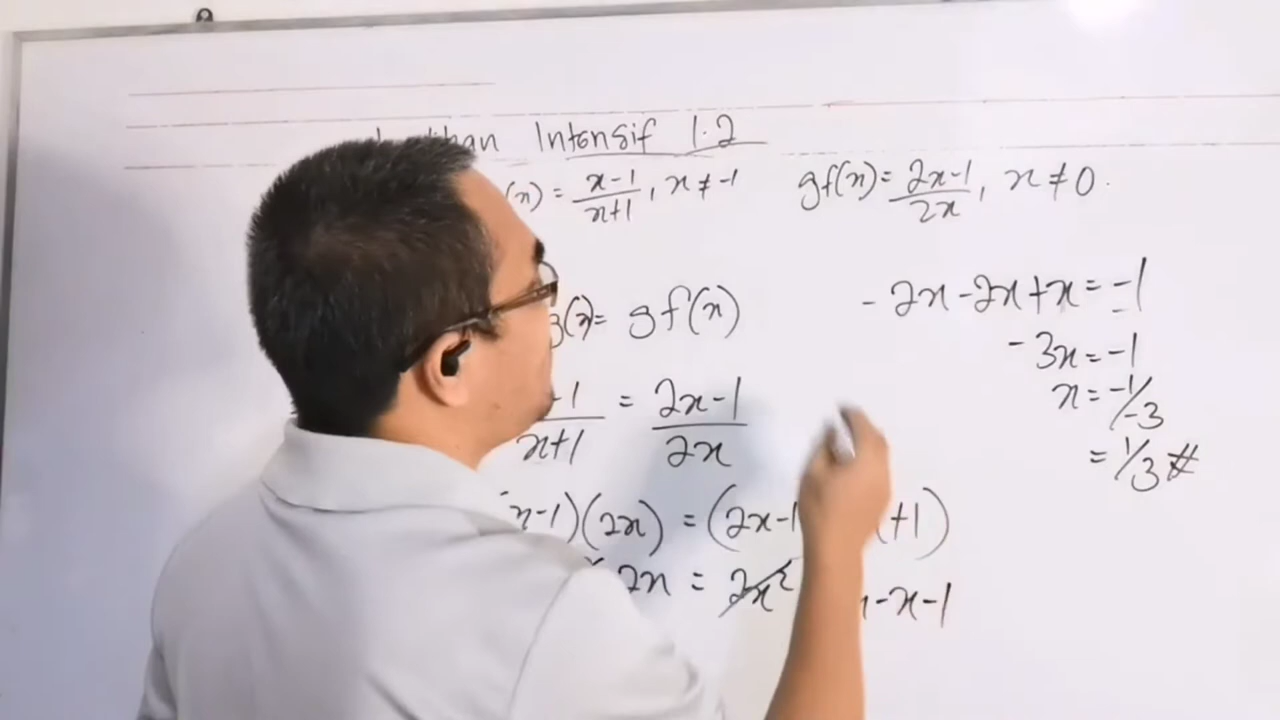 Intensif 1.2
(x) = x-1/x+1, x ≠ -1
gf(x) = 2x-1/2x, x ≠ 0.
g(x) = gf(x)
-1/x+1 = 2x-1/2x
x-1)(2x) = (2x-1 +1)
2x = 2x² -x-1
-2x-2x+x = -1
-3x = -1
x = -1/-3
= 1/3 #